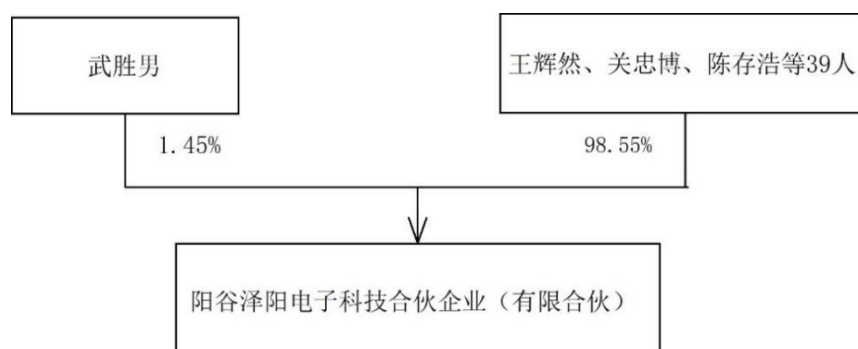 武胜男
王辉然、关忠博、陈存浩等39人
1.45%
98.55%
阳谷泽阳电子科技合伙企业（有限合伙）